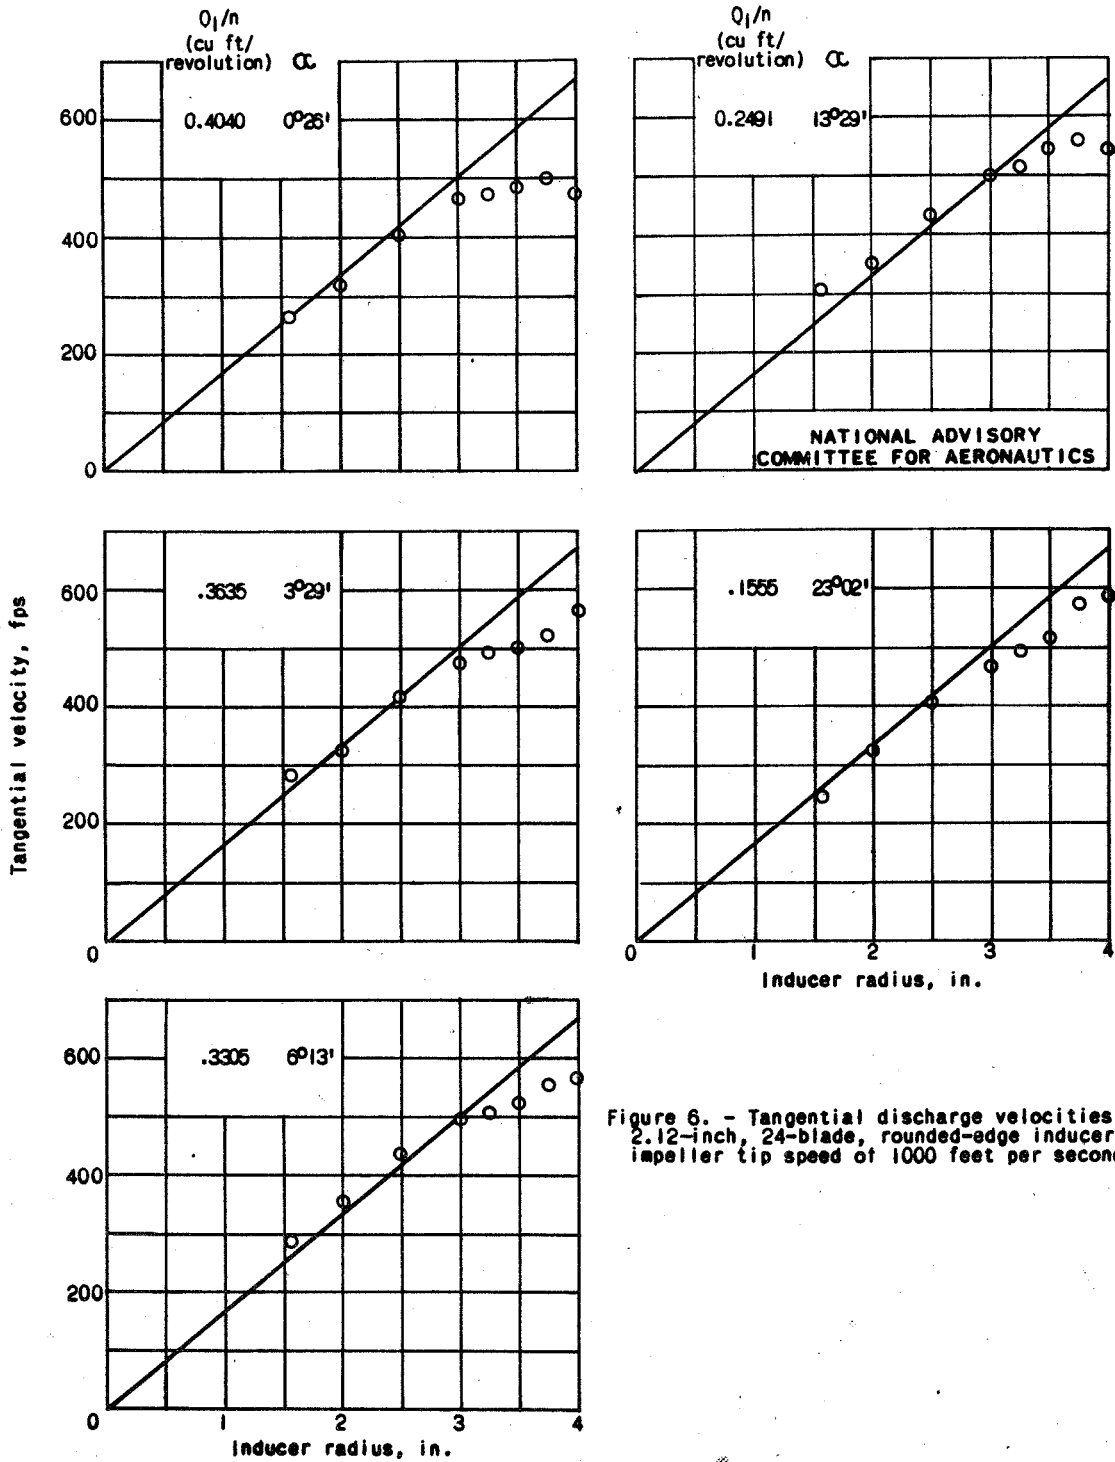 Q₁/n
(cu ft/
revolution) α
0.4040 0°26'
600
400
200
0
Q₁/n
(cu ft/
revolution) α
0.2491 13°29'
NATIONAL ADVISORY
COMMITTEE FOR AERONAUTICS
Tangential velocity, fps
.3635 3°29'
600
400
200
0
.1555 23°02'
0 1 2 3 4
Inducer radius, in.
.3305 6°13'
600
400
200
0 1 2 3 4
Inducer radius, in.
Figure 6. - Tangential discharge velocities
2.12-inch, 24-blade, rounded-edge inducer
impeller tip speed of 1000 feet per second